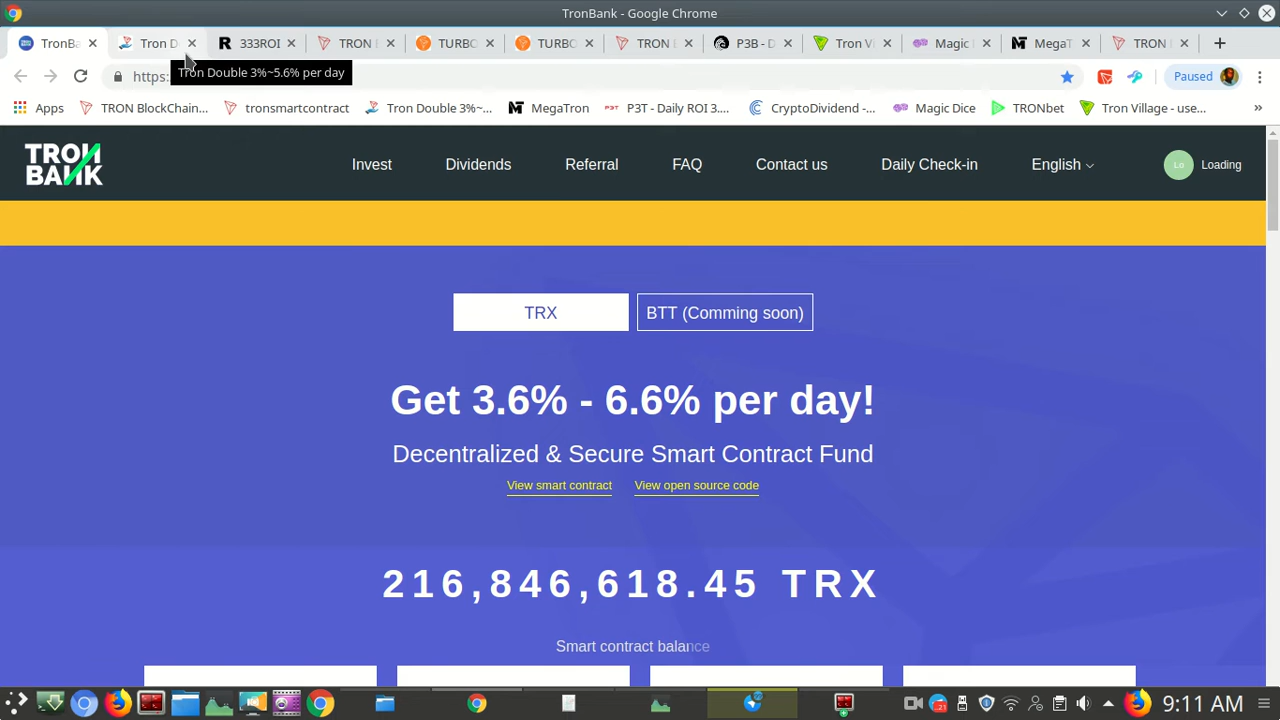 TronBank - Google Chrome
TronBa
Tron D
333ROI
TRON
TURBO
TURBO
TRON
P3B - D
Tron V
Magic
MegaT
TRON
https:
Tron Double 3%~5.6% per day
Paused
Apps
TRON BlockChain...
tronsmartcontract
Tron Double 3%~...
MegaTron
P3T - Daily ROI 3....
CryptoDividend -...
Magic Dice
TRONbet
Tron Village - use...
TRON BANK
Invest
Dividends
Referral
FAQ
Contact us
Daily Check-in
English
Lo
Loading
TRX
BTT (Comming soon)
Get 3.6% - 6.6% per day!
Decentralized & Secure Smart Contract Fund
View smart contract
View open source code
216,846,618.45 TRX
Smart contract balance
9:11 AM